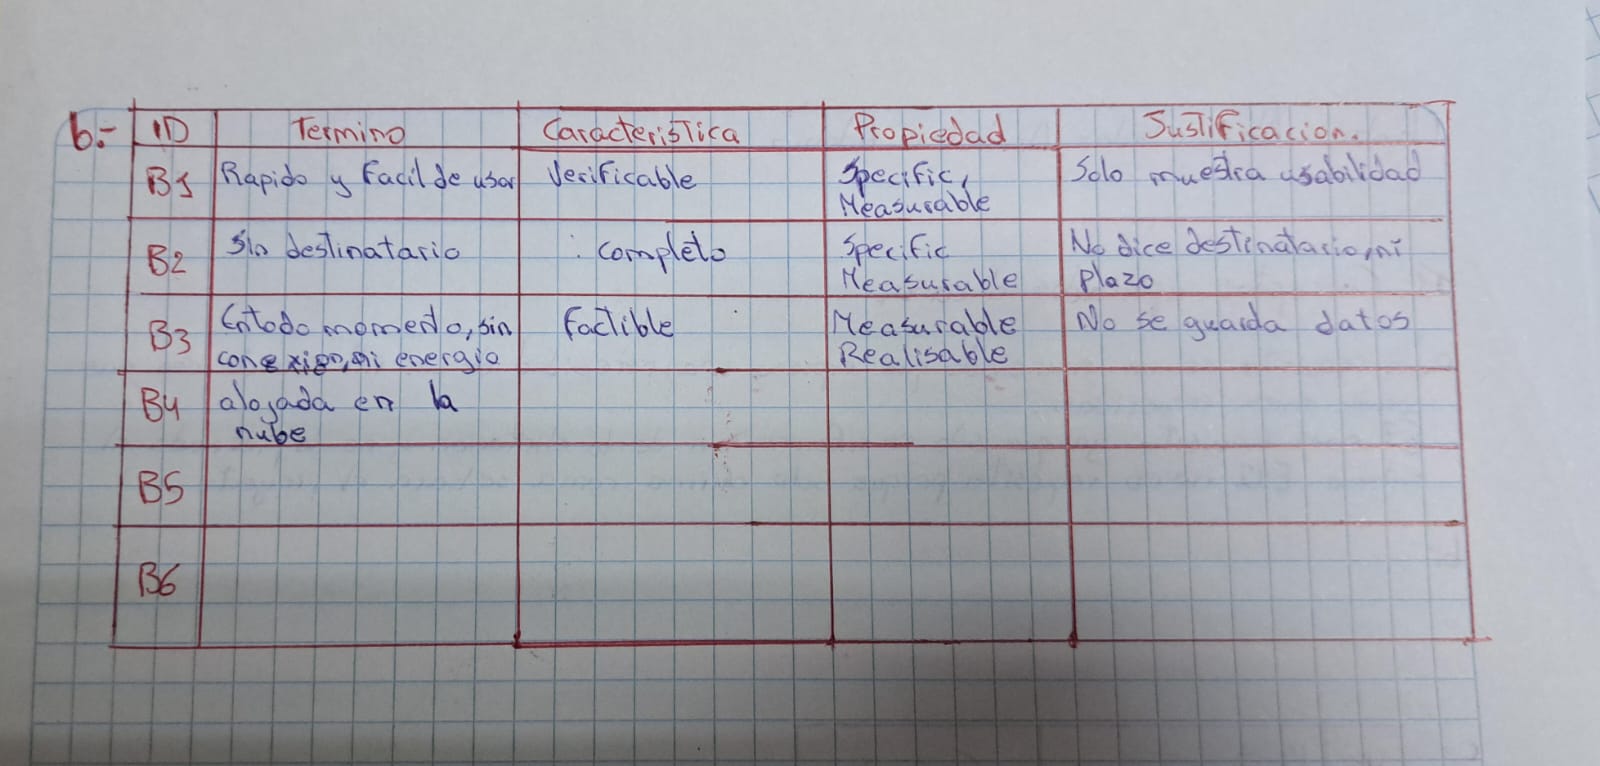 b.-
ID Termino Caracteristica Propiedad Justificacion.
B1 Rapido y facil de usar Verificable Specific, Solo muestra usabilidad
Measurable
B2 Sin destinatario completo Specific No dice destinatario, ni
Measurable plazo
B3 En todo momento, sin factible Measurable No se guarda datos
conexion, ni energia Realisable
B4 alojada en la
nube
B5
B6